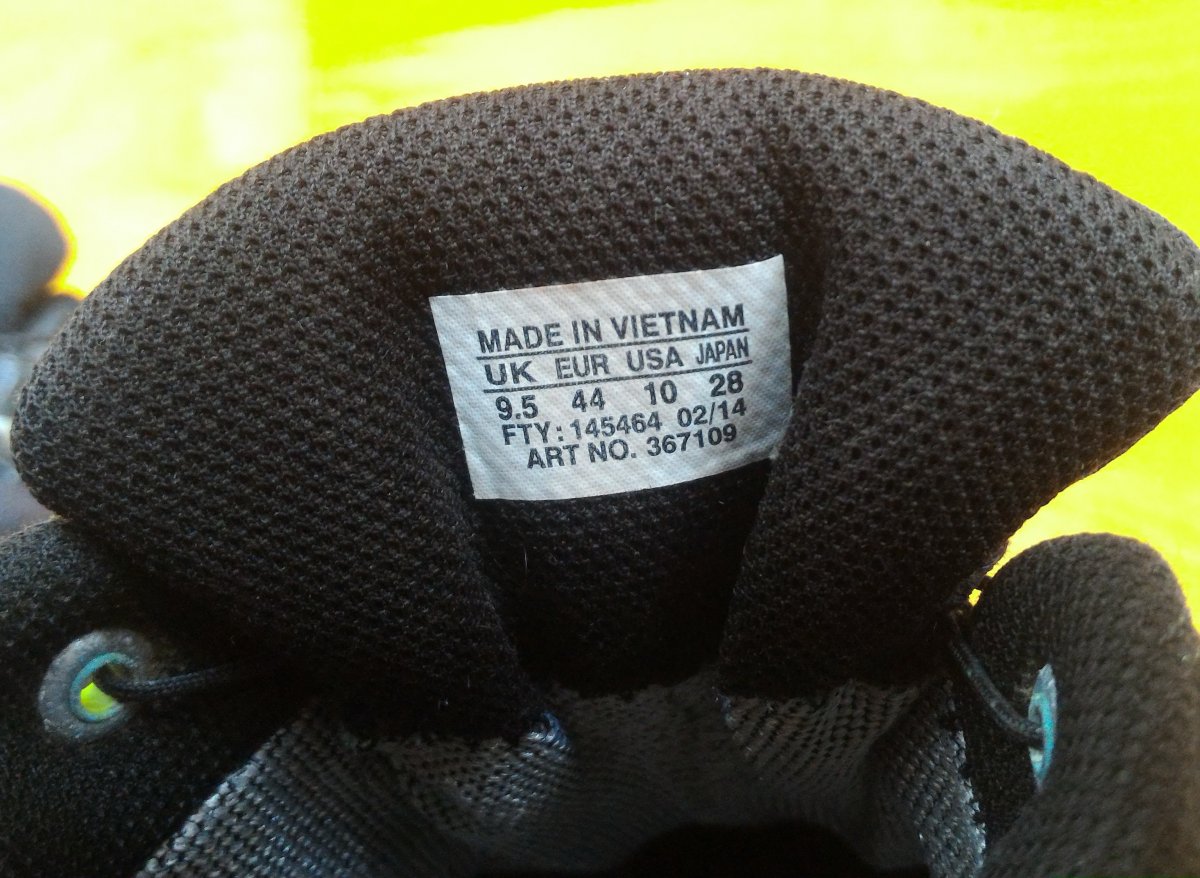 MADE IN VIETNAM
UK EUR USA JAPAN
9.5 44 10 28
FTY: 145464 02/14
ART NO. 367109